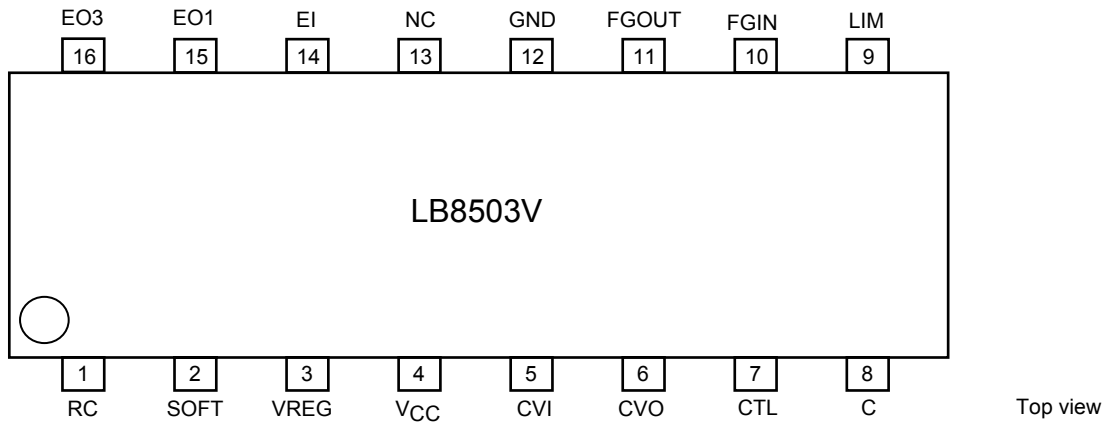 EO3 EO1 EI NC GND FGOUT FGIN LIM
16 15 14 13 12 11 10 9
LB8503V
1 2 3 4 5 6 7 8
RC SOFT VREG VCC CVI CVO CTL C Top view